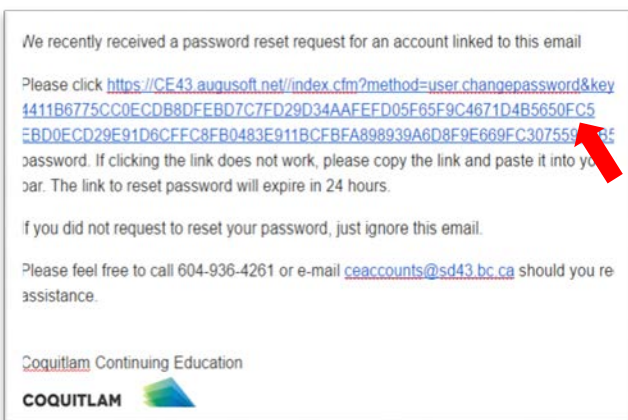 We recently received a password reset request for an account linked to this email
Please click https://CE43.augusoft.net//index.cfm?method=user.changepassword&key
4411B6775CC0ECDB8DFEBD7C7FD29D34AAFEFD05F65F9C4671D4B5650FC5
EBD0ECD29E91D6CFFC8FB0483E911BCFBFA898939A6D8F9E669FC307559
password. If clicking the link does not work, please copy the link and paste it into
bar. The link to reset password will expire in 24 hours.
If you did not request to reset your password, just ignore this email.
Please feel free to call 604-936-4261 or e-mail ceaccounts@sd43.bc.ca should you re
assistance.
Coquitlam Continuing Education
COQUITLAM